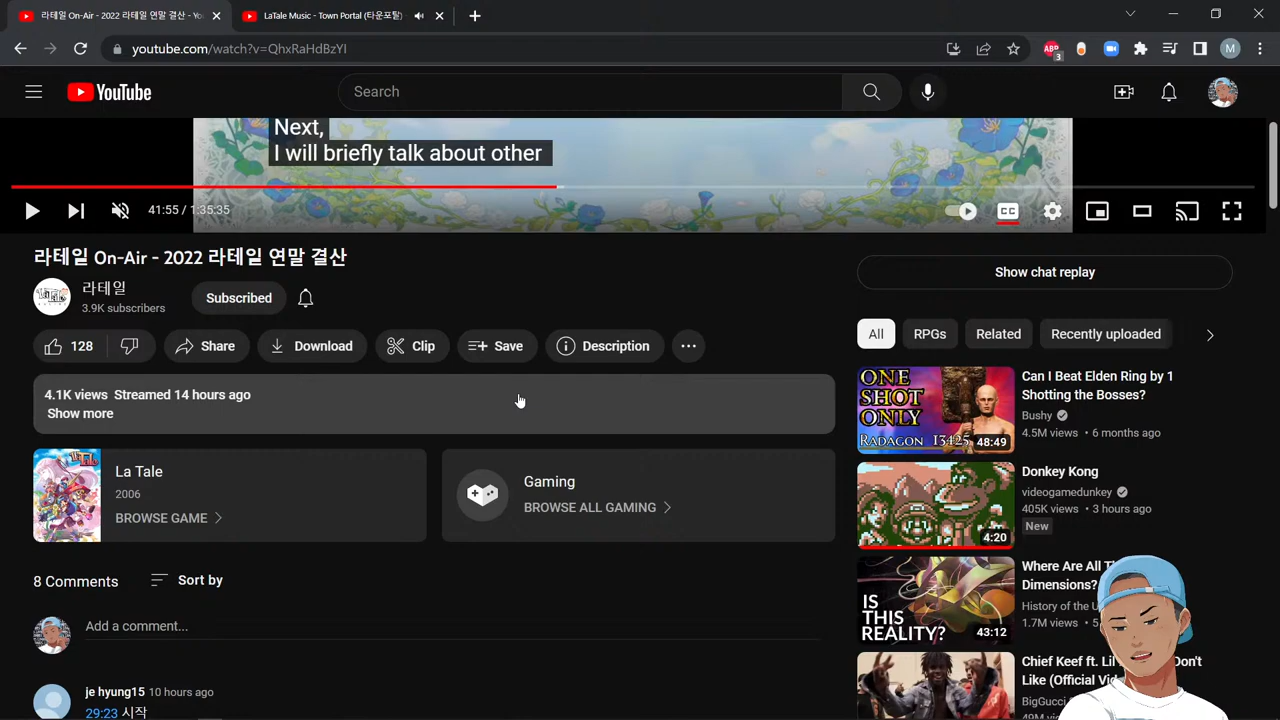 라테일 On-Air - 2022 라테일 연말 결산 - Yo
LaTale Music - Town Portal (타운포탈)
youtube.com/watch?v=QhxRaHdBzYI
ABP
3
M
YouTube
Search
Next,
I will briefly talk about other
41:55 / 1:35:35
CC
라테일 On-Air - 2022 라테일 연말 결산
라테일
3.9K subscribers
Subscribed
128
Share
Download
Clip
Save
Description
4.1K views Streamed 14 hours ago
Show more
La Tale
2006
BROWSE GAME
Gaming
BROWSE ALL GAMING
8 Comments
Sort by
Add a comment...
je hyung15 10 hours ago
29:23 시작
Show chat replay
All
RPGs
Related
Recently uploaded
ONE
SHOT
ONLY
RADAGON 13425
48:49
Can I Beat Elden Ring by 1
Shotting the Bosses?
Bushy
4.5M views • 6 months ago
4:20
Donkey Kong
videogamedunkey
405K views • 3 hours ago
New
IS
THIS
REALITY?
43:12
Where Are All
Dimensions?
History of the
1.7M views •
Chief Keef ft. Lil
Like (Official
BigGucci